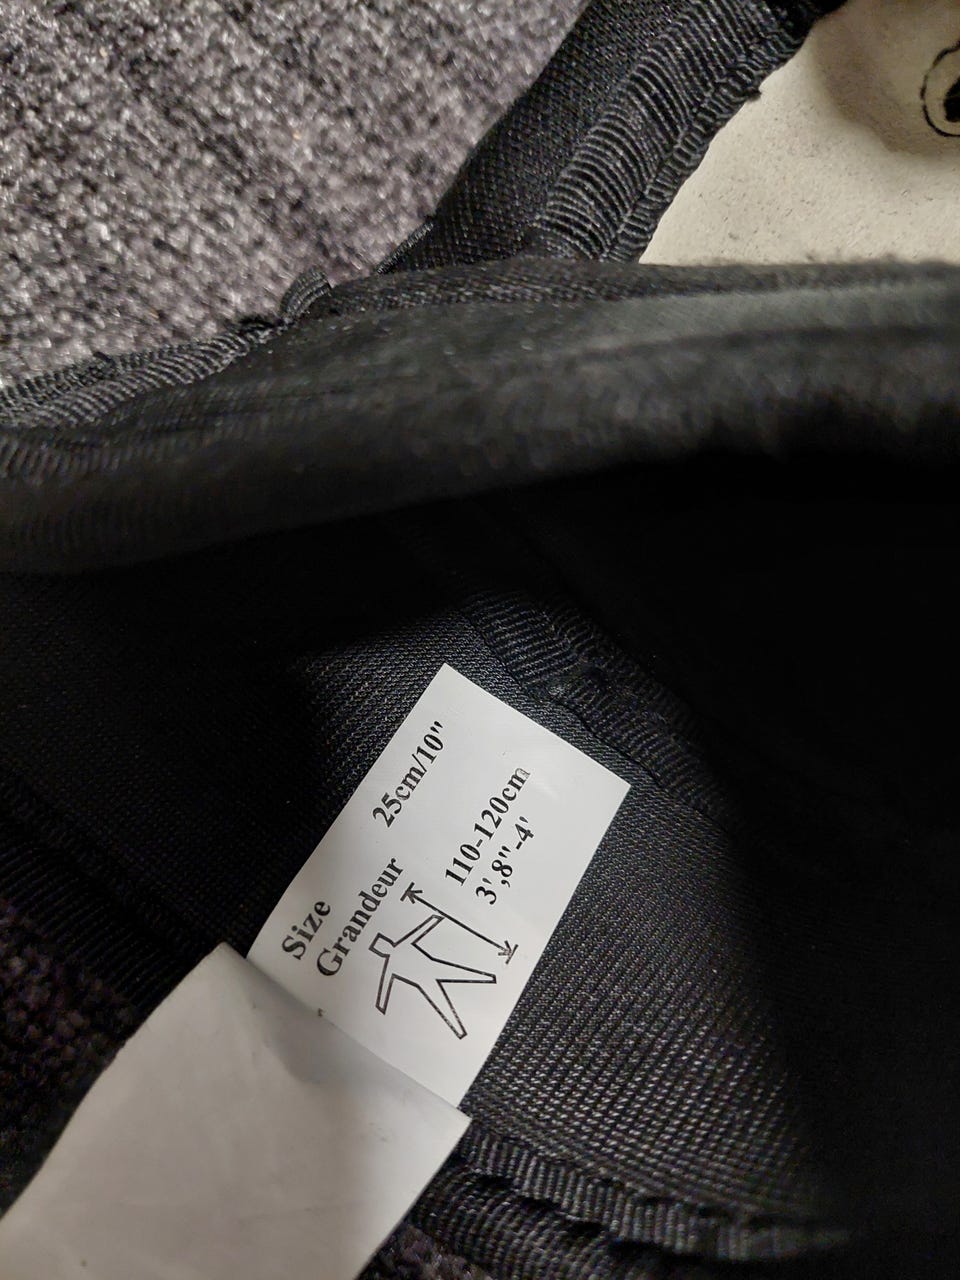 Size 25cm/10"
Grandeur
110-120cm
3',8"-4'